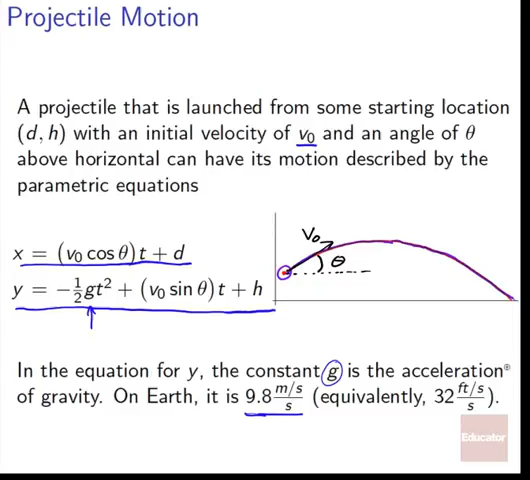 Projectile Motion
A projectile that is launched from some starting location
(d, h) with an initial velocity of v₀ and an angle of θ
above horizontal can have its motion described by the
parametric equations
V₀
θ
x = (v₀ cos θ) t + d
y = −½gt² + (v₀ sin θ) t + h
In the equation for y, the constant g is the acceleration®
of gravity. On Earth, it is 9.8 m/s/s (equivalently, 32 ft/s/s).
Educator